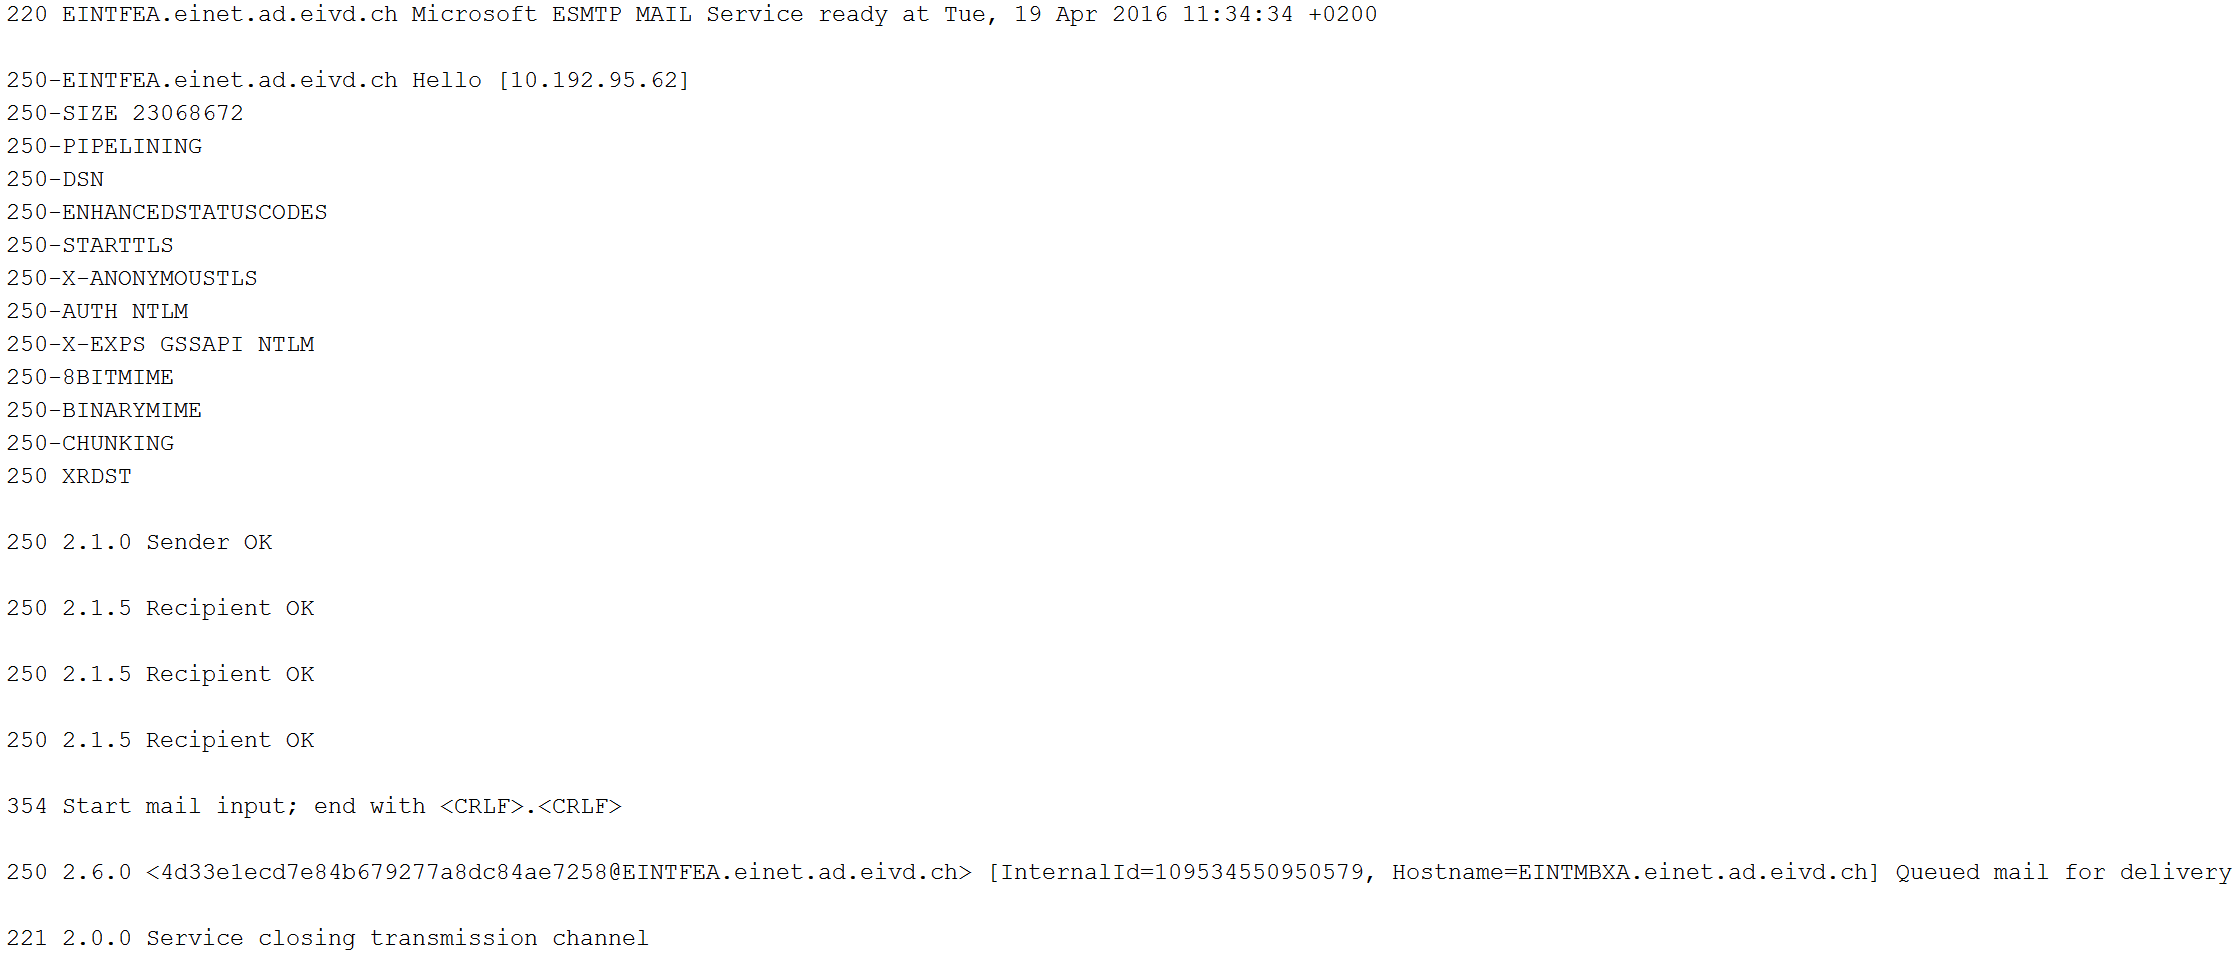 220 EINTFEA.einet.ad.eivd.ch Microsoft ESMTP MAIL Service ready at Tue, 19 Apr 2016 11:34:34 +0200
250-EINTFEA.einet.ad.eivd.ch Hello [10.192.95.62]
250-SIZE 23068672
250-PIPELINING
250-DSN
250-ENHANCEDSTATUSCODES
250-STARTTLS
250-X-ANONYMOUSTLS
250-AUTH NTLM
250-X-EXPS GSSAPI NTLM
250-8BITMIME
250-BINARYMIME
250-CHUNKING
250 XRDST
250 2.1.0 Sender OK
250 2.1.5 Recipient OK
250 2.1.5 Recipient OK
250 2.1.5 Recipient OK
354 Start mail input; end with <CRLF>.<CRLF>
250 2.6.0 <4d33e1ecd7e84b679277a8dc84ae7258@EINTFEA.einet.ad.eivd.ch> [InternalId=109534550950579, Hostname=EINTMBXA.einet.ad.eivd.ch] Queued mail for delivery
221 2.0.0 Service closing transmission channel